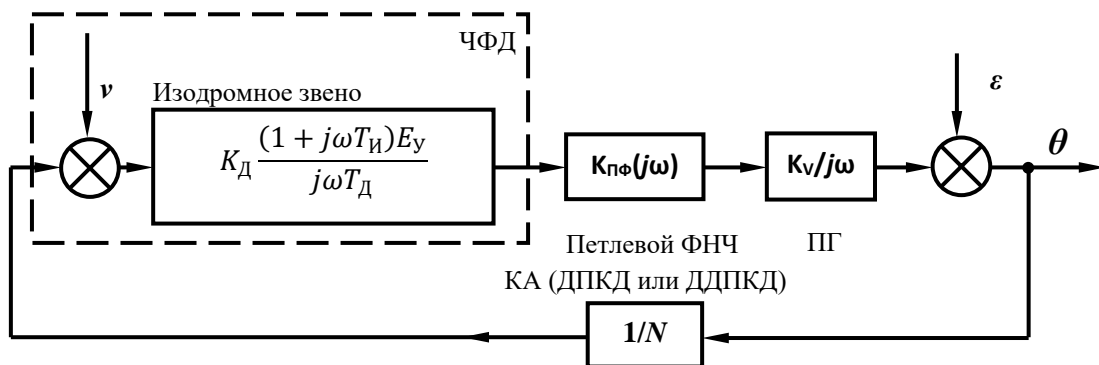 ЧФД
ν
Изодромное звено
K_Д (1 + jωT_И)E_У / jωT_Д
K_ПФ(jω)
K_V/jω
ε
θ
Петлевой ФНЧ
ПГ
КА (ДПКД или ДДПКД)
1/N